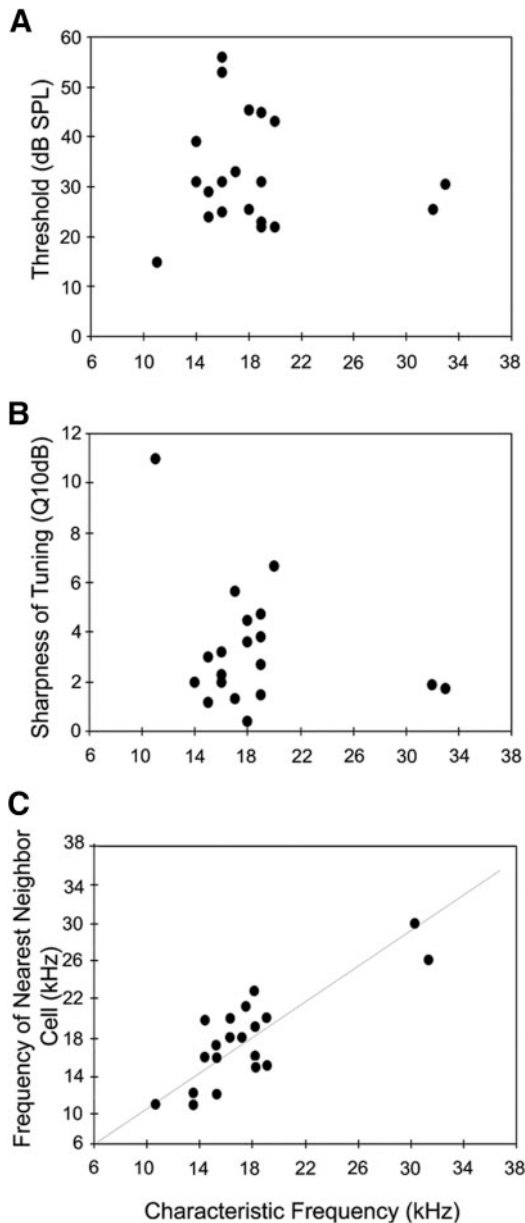 A
Threshold (dB SPL)
60
50
40
30
20
10
0
6 10 14 18 22 26 30 34 38
B
Sharpness of Tuning (Q10dB)
12
10
8
6
4
2
0
6 10 14 18 22 26 30 34 38
C
Frequency of Nearest Neighbor
Cell (kHz)
38
34
26
22
18
14
10
6
6 10 14 18 22 26 30 34 38
Characteristic Frequency (kHz)